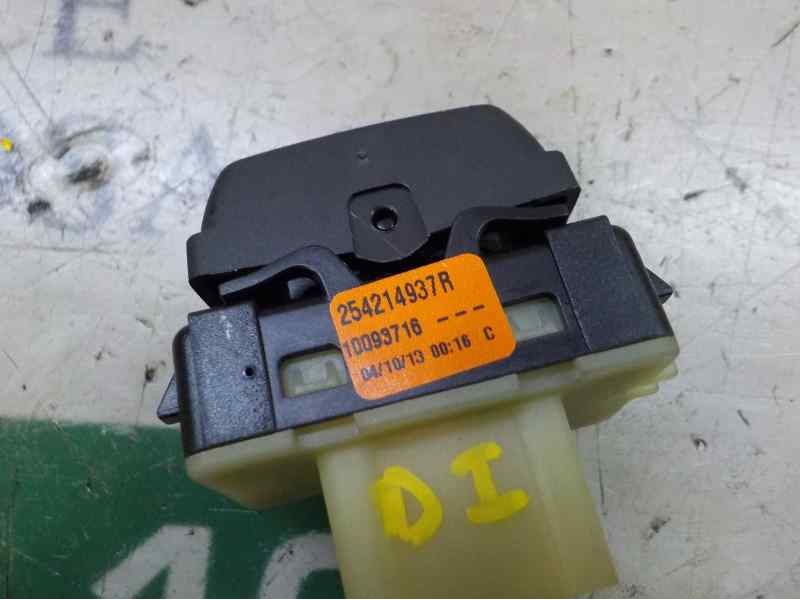 254214937R
10093716 ---
04/10/13 00:16 C
DI